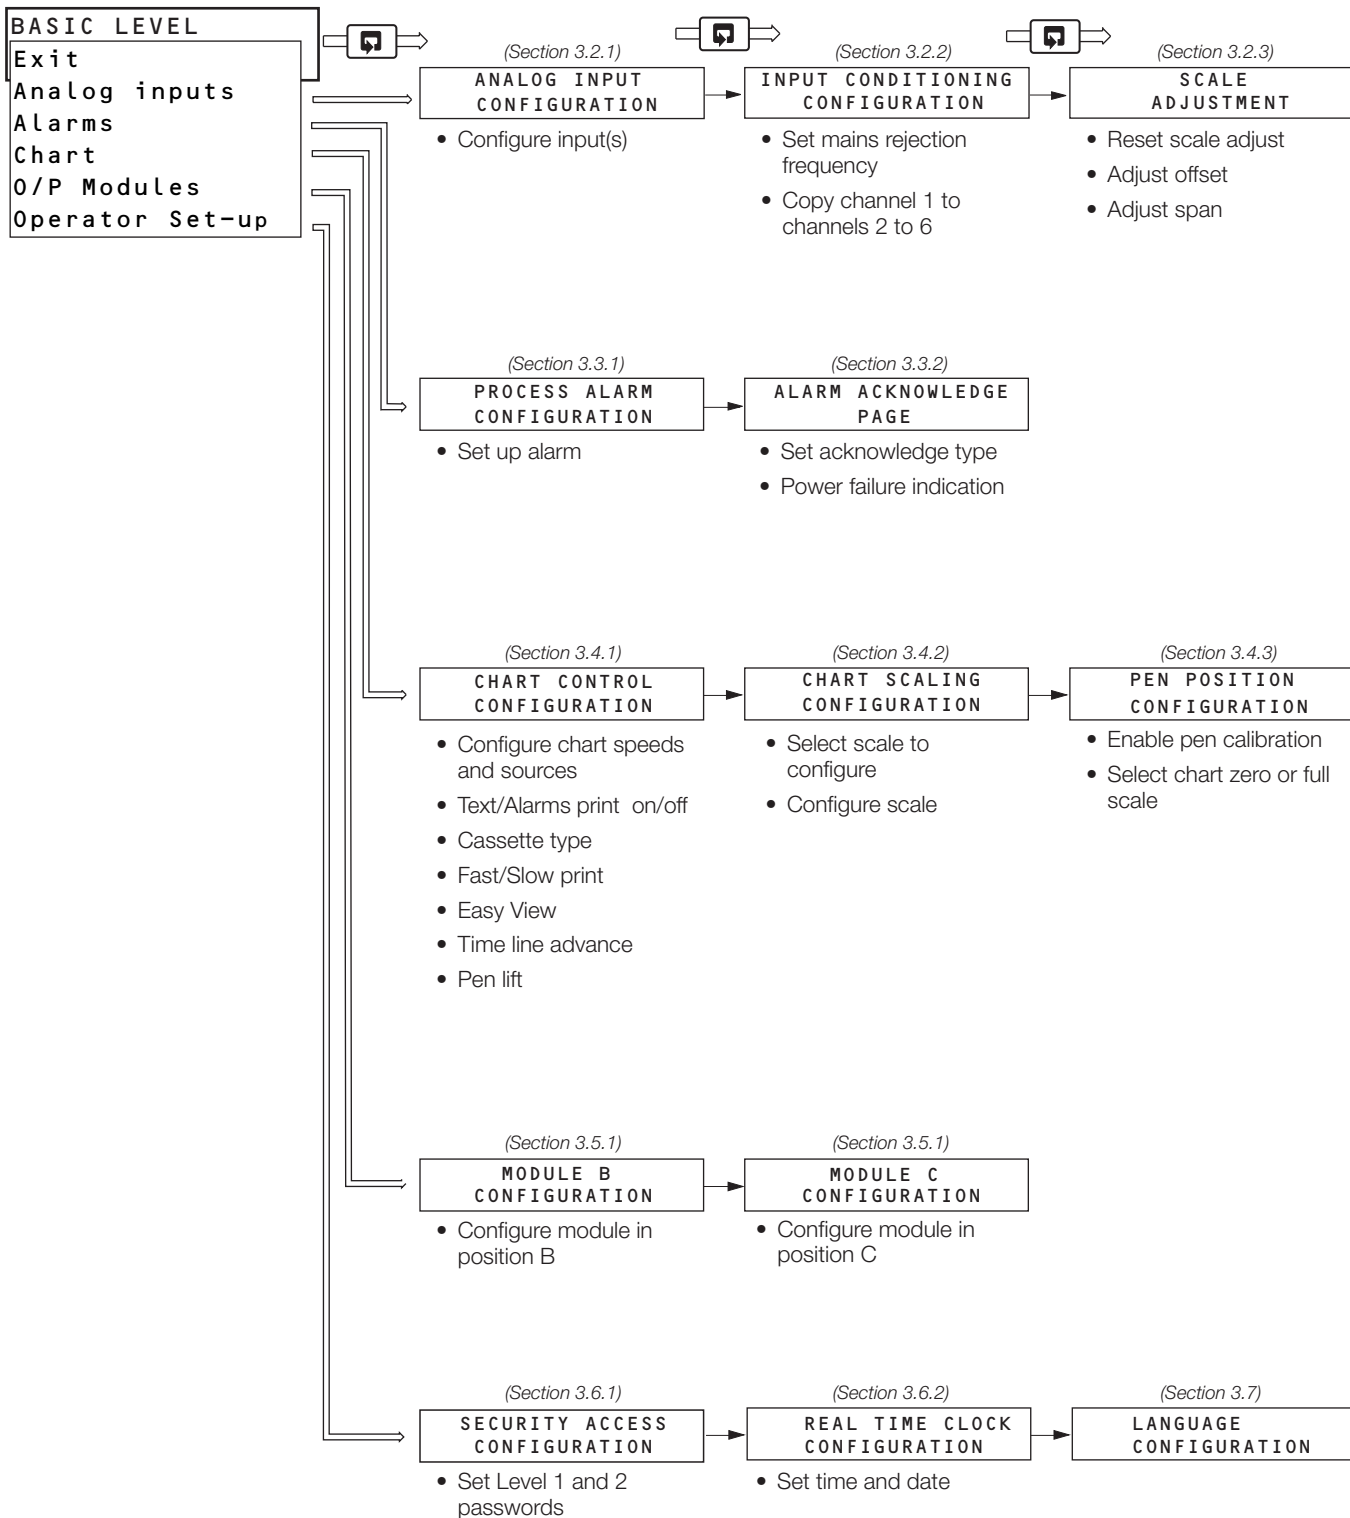 BASIC LEVEL
Exit
Analog inputs
Alarms
Chart
O/P Modules
Operator Set-up
(Section 3.2.1)
ANALOG INPUT
CONFIGURATION
• Configure input(s)
(Section 3.2.2)
INPUT CONDITIONING
CONFIGURATION
• Set mains rejection
frequency
• Copy channel 1 to
channels 2 to 6
(Section 3.2.3)
SCALE
ADJUSTMENT
• Reset scale adjust
• Adjust offset
• Adjust span
(Section 3.3.1)
PROCESS ALARM
CONFIGURATION
• Set up alarm
(Section 3.3.2)
ALARM ACKNOWLEDGE
PAGE
• Set acknowledge type
• Power failure indication
(Section 3.4.1)
CHART CONTROL
CONFIGURATION
• Configure chart speeds
and sources
• Text/Alarms print on/off
• Cassette type
• Fast/Slow print
• Easy View
• Time line advance
• Pen lift
(Section 3.4.2)
CHART SCALING
CONFIGURATION
• Select scale to
configure
• Configure scale
(Section 3.4.3)
PEN POSITION
CONFIGURATION
• Enable pen calibration
• Select chart zero or full
scale
(Section 3.5.1)
MODULE B
CONFIGURATION
• Configure module in
position B
(Section 3.5.1)
MODULE C
CONFIGURATION
• Configure module in
position C
(Section 3.6.1)
SECURITY ACCESS
CONFIGURATION
• Set Level 1 and 2
passwords
(Section 3.6.2)
REAL TIME CLOCK
CONFIGURATION
• Set time and date
(Section 3.7)
LANGUAGE
CONFIGURATION